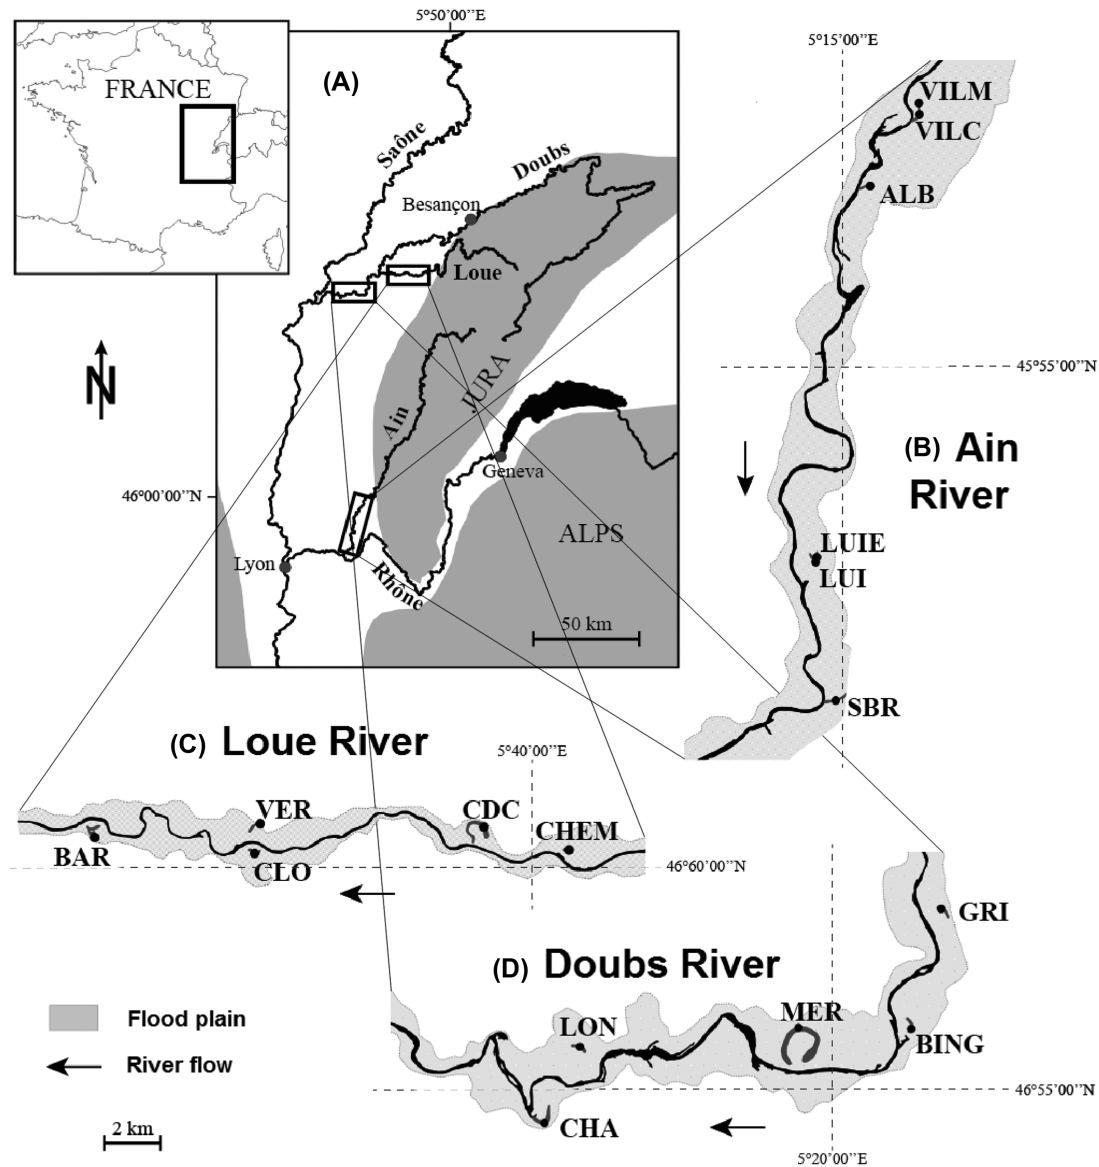 5°50’00’’E
FRANCE
(A)
Saône
Doubs
Besançon
Loue
JURA
Ain
Geneva
46°00’00’’N
ALPS
Lyon
Rhône
50 km
N
5°15’00’’E
VILM
VILC
ALB
45°55’00’’N
(B) Ain
River
LUIE
LUI
SBR
(C) Loue River
5°40’00’’E
VER
CDC
CHEM
BAR
CLO
46°60’00’’N
GRI
(D) Doubs River
MER
LON
BING
46°55’00’’N
CHA
5°20’00’’E
Flood plain
River flow
2 km